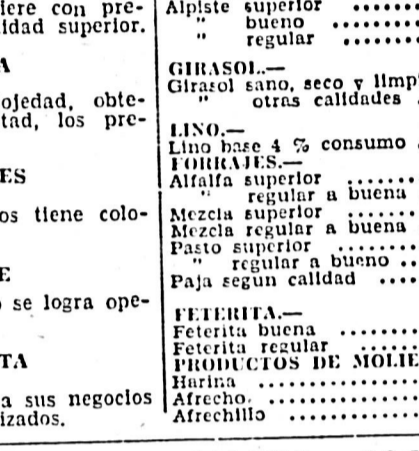 iere con pre-
idad superior.
A
ojedad, obte-
tad, los pre-
ES
os tiene colo-
E
o se logra ope-
TA
a sus negocios
izados.
Alpiste superior .......
" bueno .........
" regular ........
GIRASOL.—
Girasol sano, seco y limp
" otras calidades .
LINO.—
Lino base 4 % consumo .
FORRAJES.—
Alfalfa superior .......
" regular a buena
Mezcla superior ........
Mezcla regular a buena
Pasto superior ........
" regular a bueno ..
Paja según calidad .....
FETERITA.—
Feterita buena ........
Feterita regular .......
PRODUCTOS DE MOLIE
Harina ...............
Afrecho. ..............
Afrechillo .............